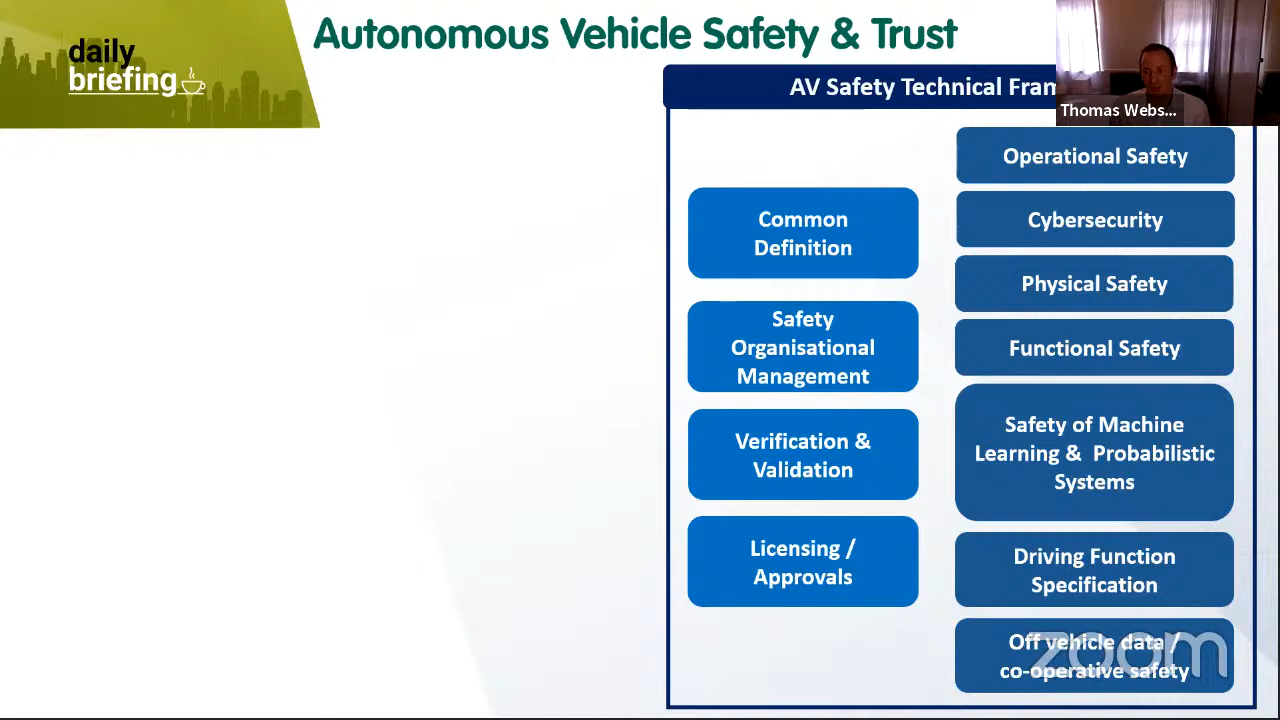 Autonomous Vehicle Safety & Trust
daily
briefing
AV Safety Technical Fram
Thomas Webs...
Operational Safety
Common
Definition
Cybersecurity
Physical Safety
Safety
Organisational
Management
Functional Safety
Verification &
Validation
Safety of Machine
Learning & Probabilistic
Systems
Licensing /
Approvals
Driving Function
Specification
Off vehicle data /
co-operative safety
zoom